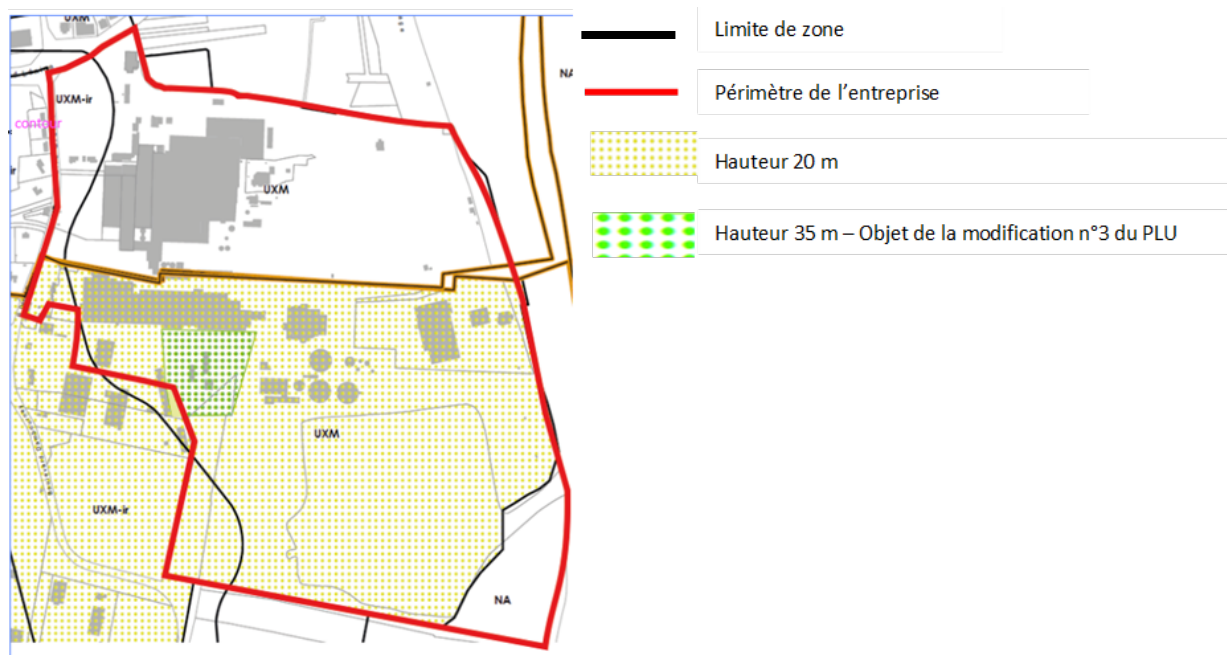 UXM
NA
UXM-ir
contour
ir
UXM
UXM
UXM-ir
NA
Limite de zone
Périmètre de l’entreprise
Hauteur 20 m
Hauteur 35 m – Objet de la modification n°3 du PLU